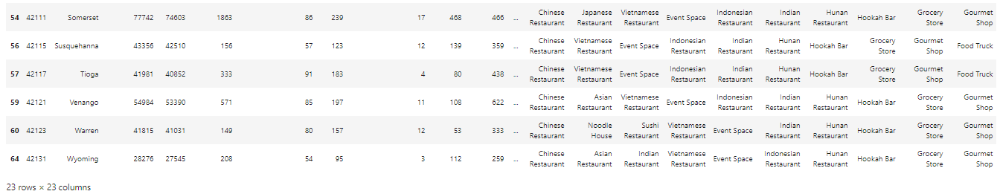 54 42111 Somerset 77742 74603 1863 86 239 17 468 466 ... Chinese Restaurant Japanese Restaurant Vietnamese Restaurant Event Space Indonesian Restaurant Indian Restaurant Hunan Restaurant Hookah Bar Grocery Store Gourmet Shop
56 42115 Susquehanna 43356 42510 156 57 123 12 139 359 ... Chinese Restaurant Vietnamese Restaurant Event Space Indonesian Restaurant Indian Restaurant Hunan Restaurant Hookah Bar Grocery Store Gourmet Shop Food Truck
57 42117 Tioga 41981 40852 333 91 183 4 80 438 ... Chinese Restaurant Vietnamese Restaurant Event Space Indonesian Restaurant Indian Restaurant Hunan Restaurant Hookah Bar Grocery Store Gourmet Shop Food Truck
59 42121 Venango 54984 53390 571 85 197 11 108 622 ... Chinese Restaurant Asian Restaurant Vietnamese Restaurant Event Space Indonesian Restaurant Indian Restaurant Hunan Restaurant Hookah Bar Grocery Store Gourmet Shop
60 42123 Warren 41815 41031 149 80 157 12 53 333 ... Chinese Restaurant Noodle House Sushi Restaurant Vietnamese Restaurant Event Space Indian Restaurant Hunan Restaurant Hookah Bar Grocery Store Gourmet Shop
64 42131 Wyoming 28276 27545 208 54 95 3 112 259 ... Chinese Restaurant Asian Restaurant Indian Restaurant Vietnamese Restaurant Event Space Indonesian Restaurant Hunan Restaurant Hookah Bar Grocery Store Gourmet Shop
23 rows × 23 columns